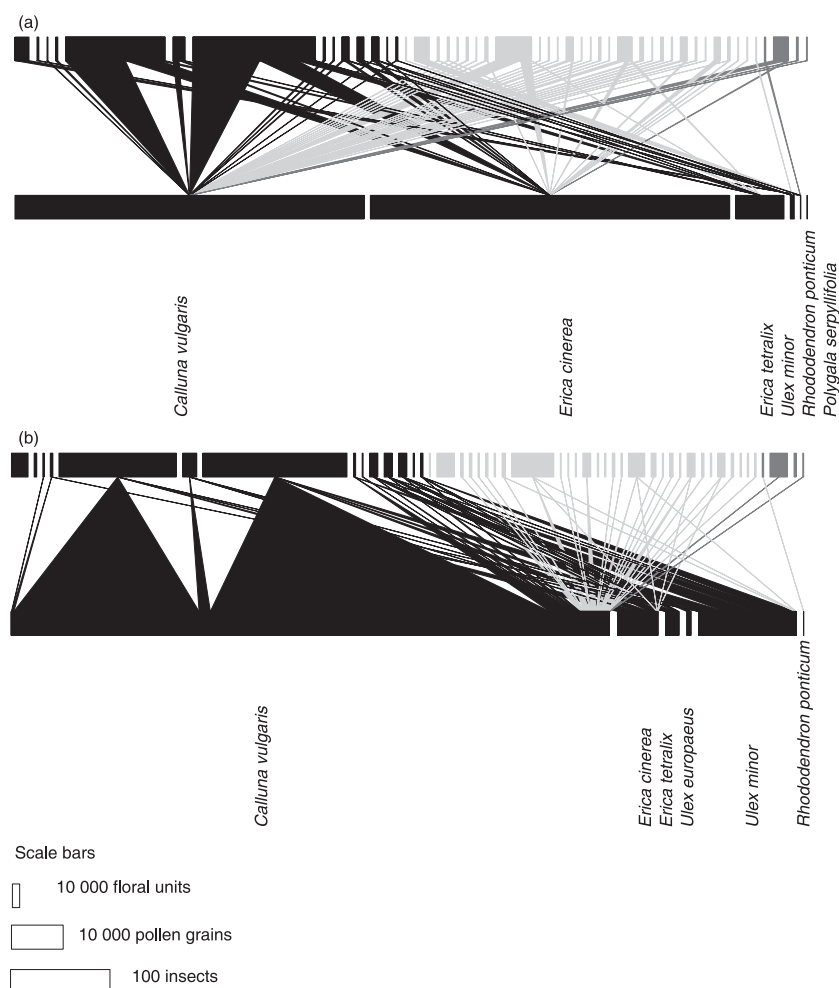 (a)
Calluna vulgaris
Erica cinerea
Erica tetralix
Ulex minor
Rhododendron ponticum
Polygala serpyllifolia
(b)
Calluna vulgaris
Erica cinerea
Erica tetralix
Ulex europaeus
Ulex minor
Rhododendron ponticum
Scale bars
10 000 floral units
10 000 pollen grains
100 insects